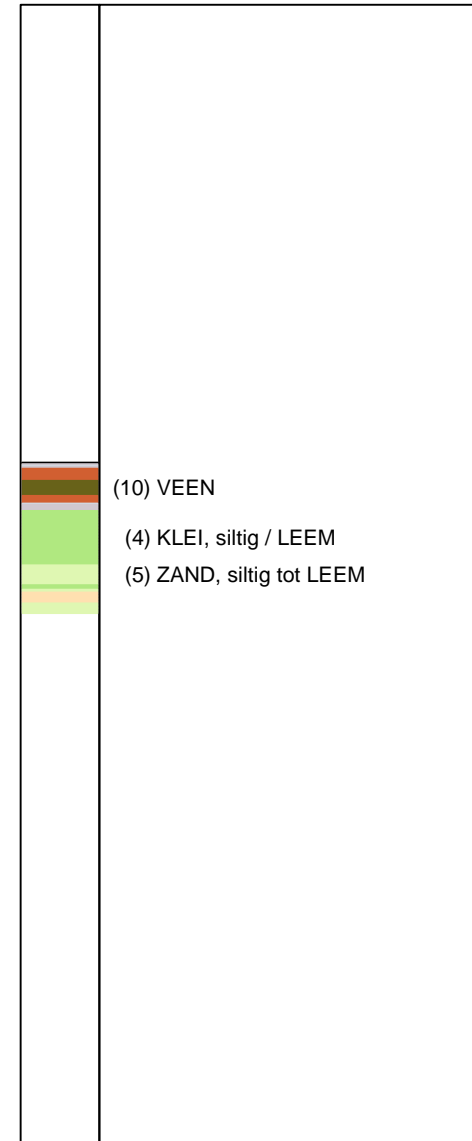 (10) VEEN
(4) KLEI, siltig / LEEM
(5) ZAND, siltig tot LEEM